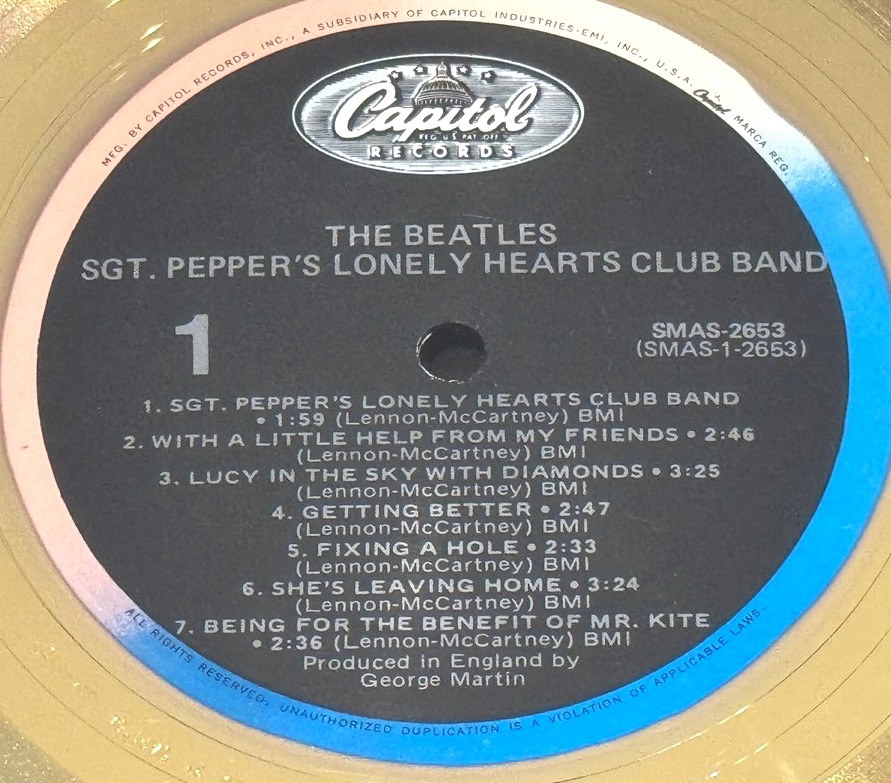 MFG. BY CAPITOL RECORDS, INC., A SUBSIDIARY OF CAPITOL INDUSTRIES-EMI, INC., U.S.A. Capitol MARCA REG.
Capitol
REG. U.S. PAT. OFF.
RECORDS
THE BEATLES
SGT. PEPPER'S LONELY HEARTS CLUB BAND
1
SMAS-2653
(SMAS-1-2653)
1. SGT. PEPPER'S LONELY HEARTS CLUB BAND
• 1:59 (Lennon-McCartney) BMI
2. WITH A LITTLE HELP FROM MY FRIENDS • 2:46
(Lennon-McCartney) BMI
3. LUCY IN THE SKY WITH DIAMONDS • 3:25
(Lennon-McCartney) BMI
4. GETTING BETTER • 2:47
(Lennon-McCartney) BMI
5. FIXING A HOLE • 2:33
(Lennon-McCartney) BMI
6. SHE'S LEAVING HOME • 3:24
(Lennon-McCartney) BMI
7. BEING FOR THE BENEFIT OF MR. KITE
• 2:36 (Lennon-McCartney) BMI
Produced in England by
George Martin
ALL RIGHTS RESERVED. UNAUTHORIZED DUPLICATION IS A VIOLATION OF APPLICABLE LAWS.